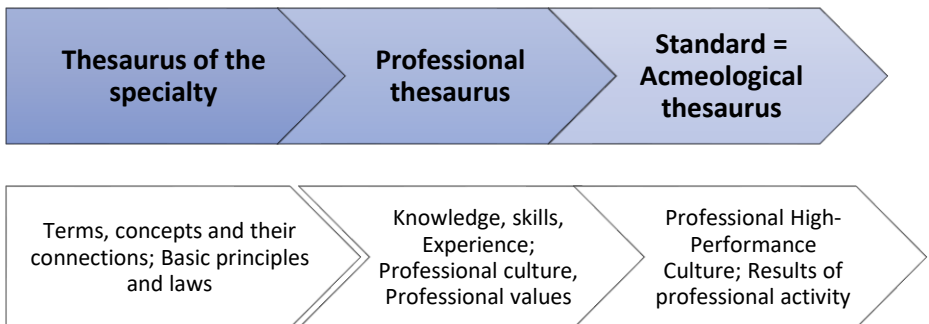 Thesaurus of the
specialty
Professional
thesaurus
Standard =
Acmeological
thesaurus
Terms, concepts and their
connections; Basic principles
and laws
Knowledge, skills,
Experience;
Professional culture,
Professional values
Professional High-
Performance
Culture; Results of
professional activity